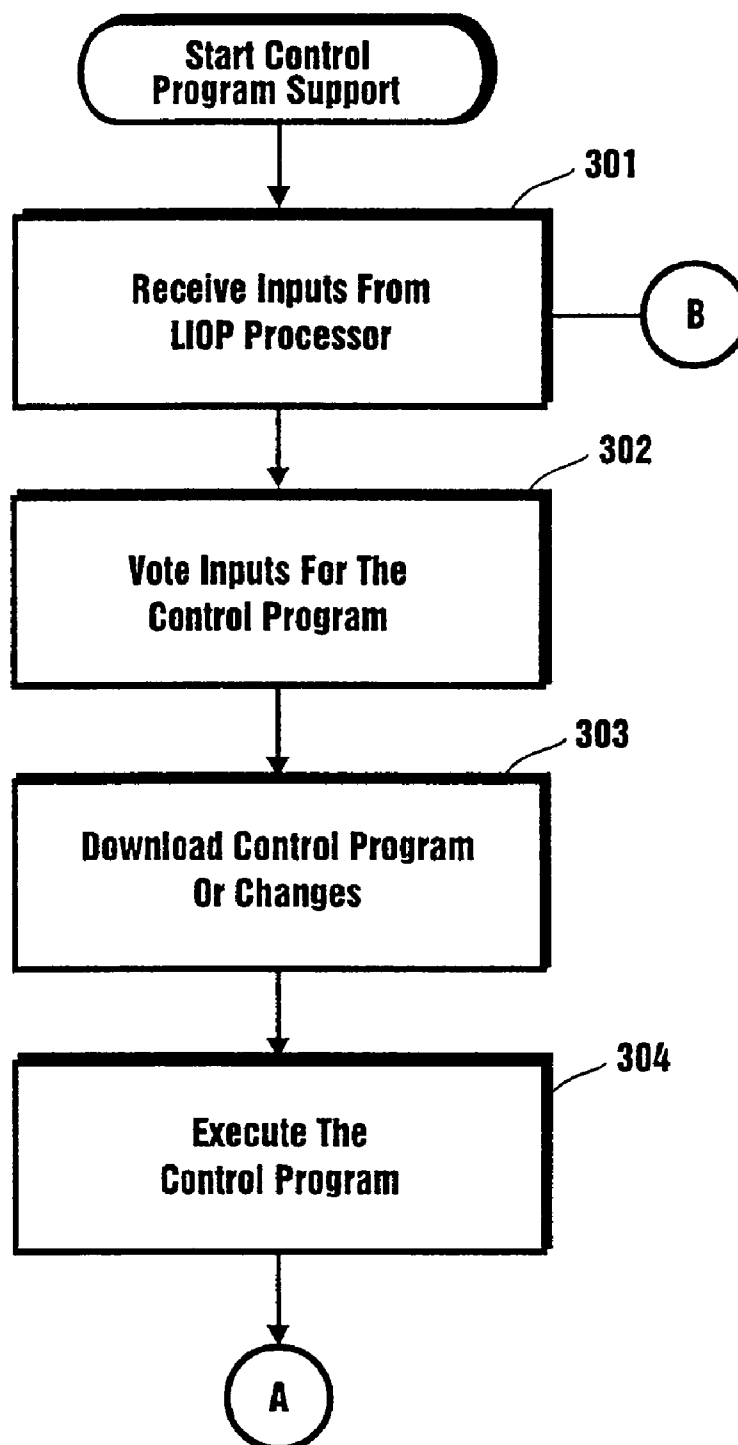 Start Control
Program Support
301
Receive Inputs From
LIOP Processor
B
302
Vote Inputs For The
Control Program
303
Download Control Program
Or Changes
304
Execute The
Control Program
A